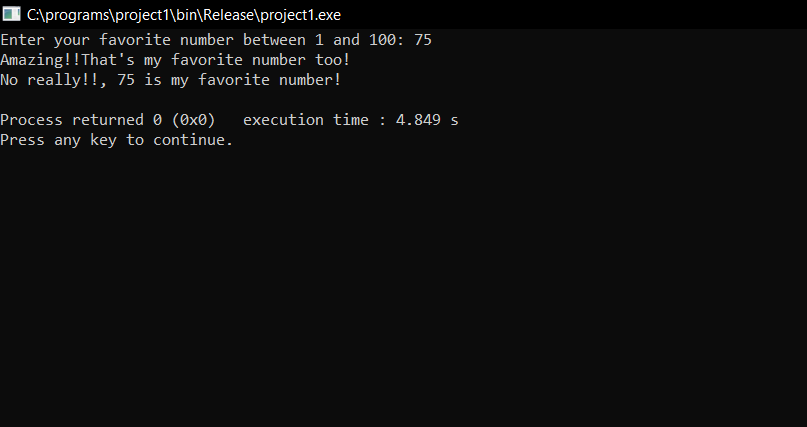 C:\programs\project1\bin\Release\project1.exe
Enter your favorite number between 1 and 100: 75
Amazing!!That's my favorite number too!
No really!!, 75 is my favorite number!
Process returned 0 (0x0)   execution time : 4.849 s
Press any key to continue.